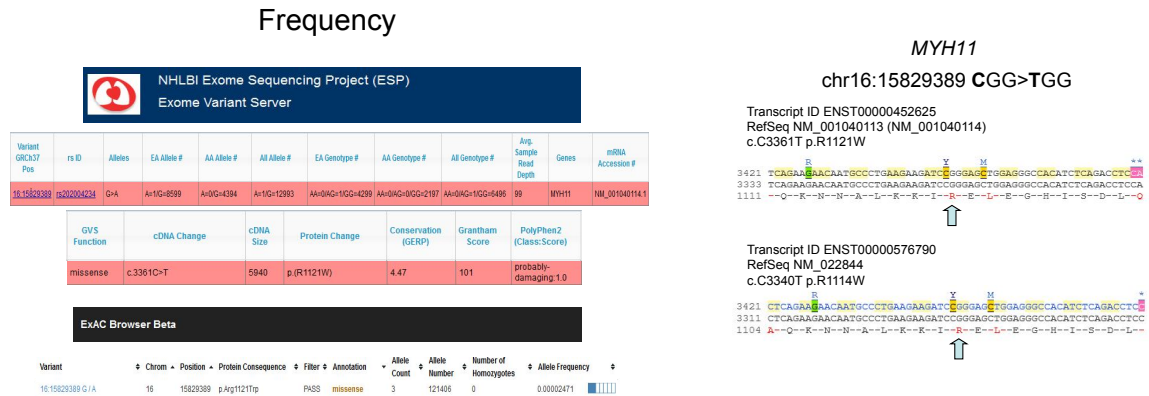 Frequency
NHLBI Exome Sequencing Project (ESP)
Exome Variant Server
Variant GRCh37 Pos rs ID Alleles EA Allele # AA Allele # All Allele # EA Genotype # AA Genotype # All Genotype # Avg. Sample Read Depth Genes mRNA Accession #
16:15829389 rs202004234 G>A A=1/G=8599 A=0/G=4394 A=1/G=12993 AA=0/AG=1/GG=4299 AA=0/AG=0/GG=2197 AA=0/AG=1/GG=6496 99 MYH11 NM_001040114.1
GVS Function cDNA Change cDNA Size Protein Change Conservation (GERP) Grantham Score PolyPhen2 (Class:Score)
missense c.3361C>T 5940 p.(R1121W) 4.47 101 probably-damaging:1.0
ExAC Browser Beta
Variant Chrom Position Protein Consequence Filter Annotation Allele Count Allele Number Number of Homozygotes Allele Frequency
16:15829389 G / A 16 15829389 p.Arg1121Trp PASS missense 3 121406 0 0.00002471
MYH11
chr16:15829389 CGG>TGG
Transcript ID ENST00000452625
RefSeq NM_001040113 (NM_001040114)
c.C3361T p.R1121W
R Y M **
3421 TCAGAAGAACAATGCCCTGAAGAAGATCCGGGAGCTGGAGGGCCACATCTCAGACCTCCA
3333 TCAGAAGAACAATGCCCTGAAGAAGATCCGGGAGCTGGAGGGCCACATCTCAGACCTCCA
1111 --Q--K--N--N--A--L--K--K--I--R--E--L--E--G--H--I--S--D--L--Q
Transcript ID ENST00000576790
RefSeq NM_022844
c.C3340T p.R1114W
R Y M *
3421 CTCAGAAGAACAATGCCCTGAAGAAGATCCGGGAGCTGGAGGGCCACATCTCAGACCTCC
3311 CTCAGAAGAACAATGCCCTGAAGAAGATCCGGGAGCTGGAGGGCCACATCTCAGACCTCC
1104 A--Q--K--N--N--A--L--K--K--I--R--E--L--E--G--H--I--S--D--L--